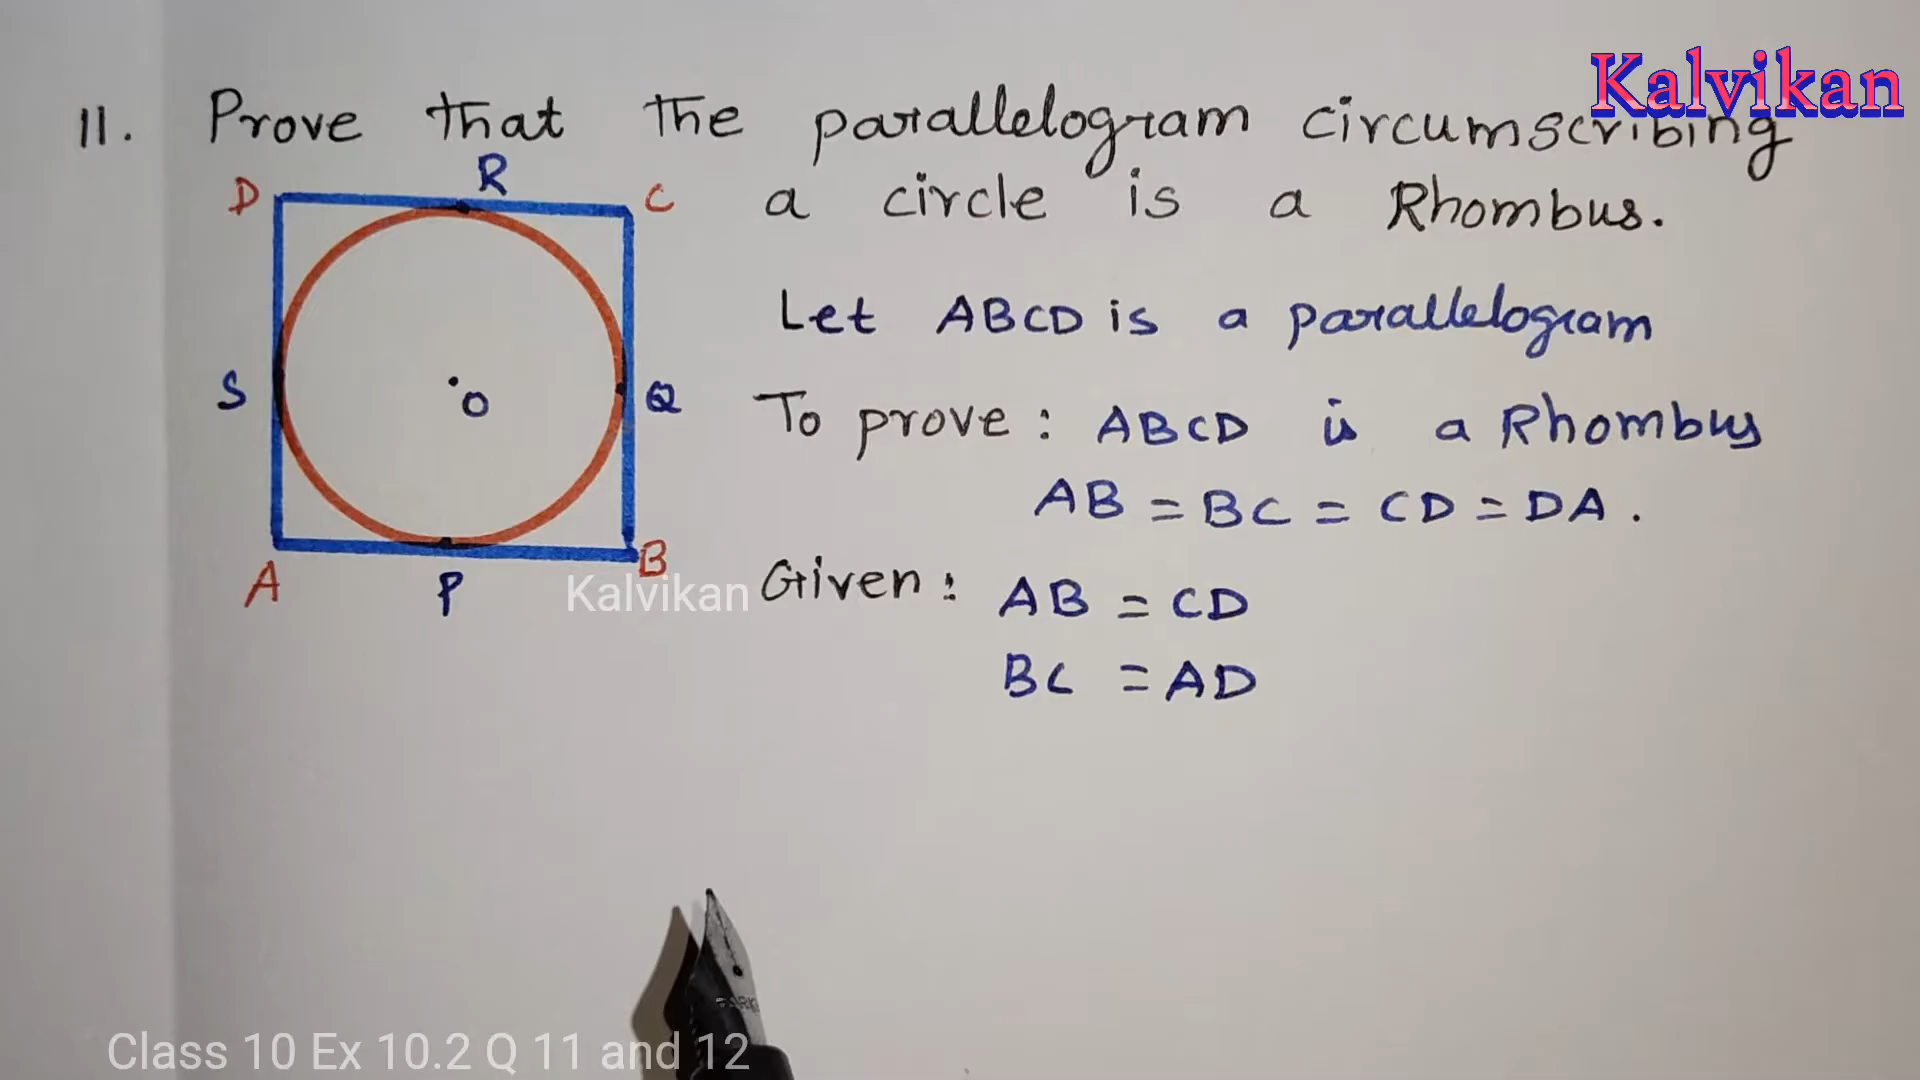 Kalvikan
11. Prove that the parallelogram circumscribing
a circle is a Rhombus.
D R C
Let ABCD is a parallelogram
S O Q
To prove: ABCD is a Rhombus
AB = BC = CD = DA.
A P B
Kalvikan
Given: AB = CD
BC = AD
PARK
Class 10 Ex 10.2 Q 11 and 12